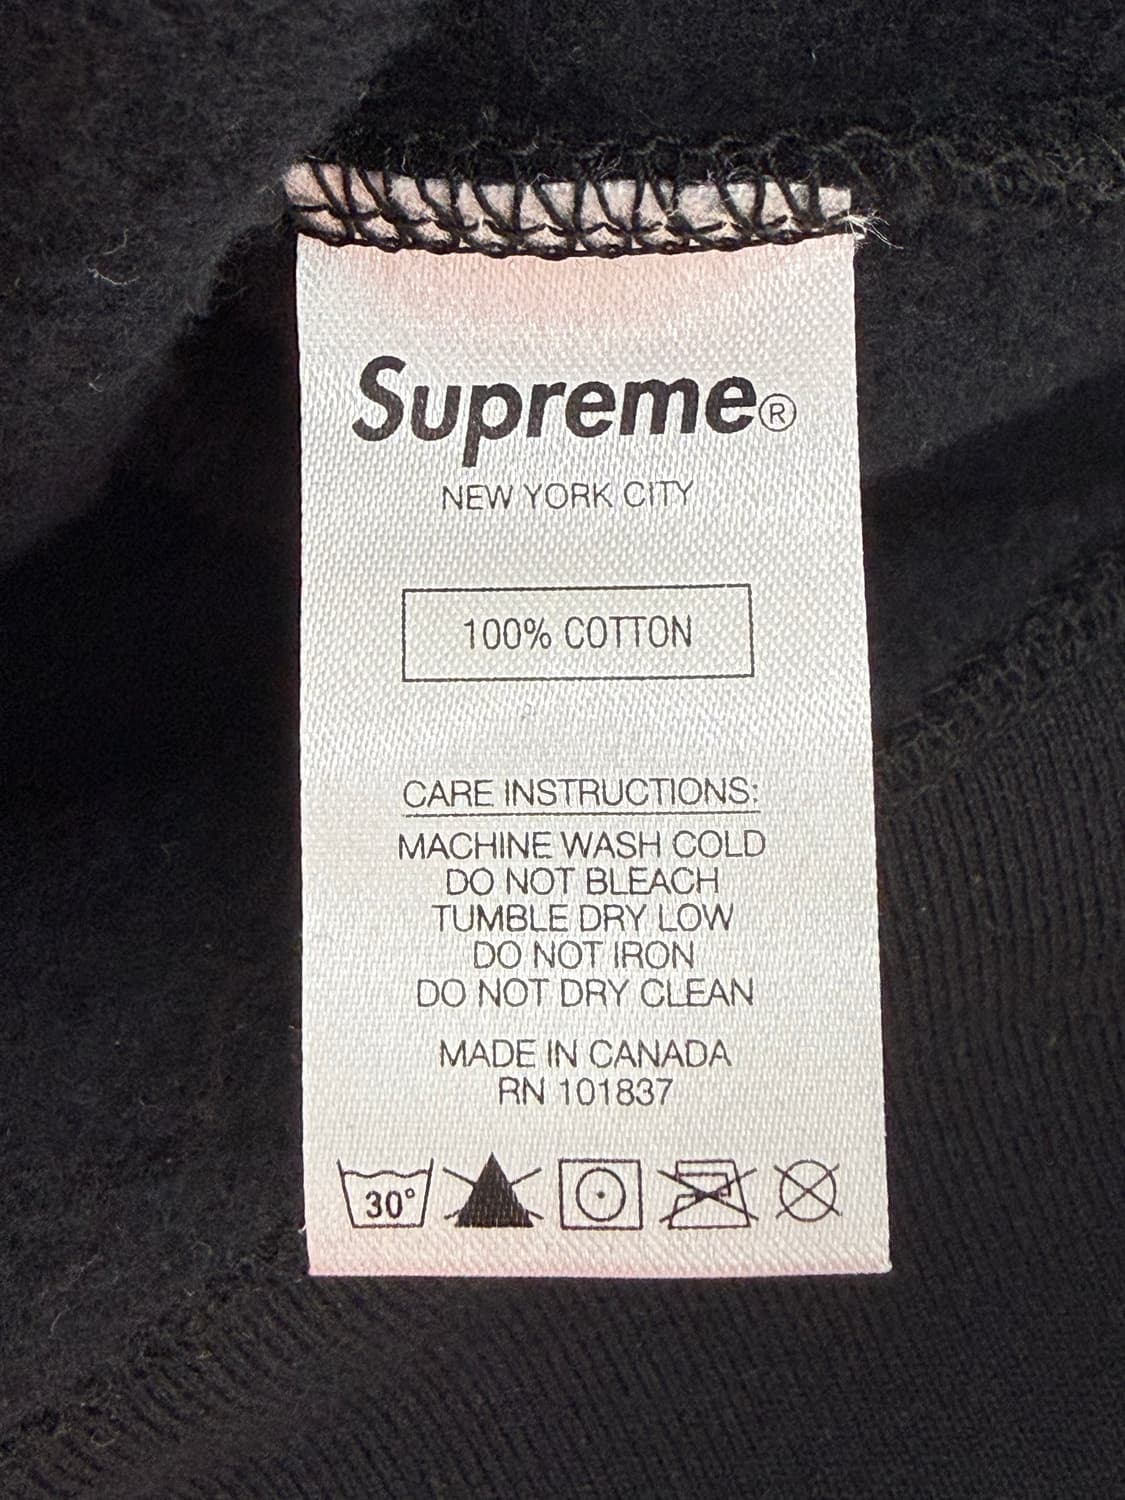 Supreme®
NEW YORK CITY
100% COTTON
CARE INSTRUCTIONS:
MACHINE WASH COLD
DO NOT BLEACH
TUMBLE DRY LOW
DO NOT IRON
DO NOT DRY CLEAN
MADE IN CANADA
RN 101837
30°